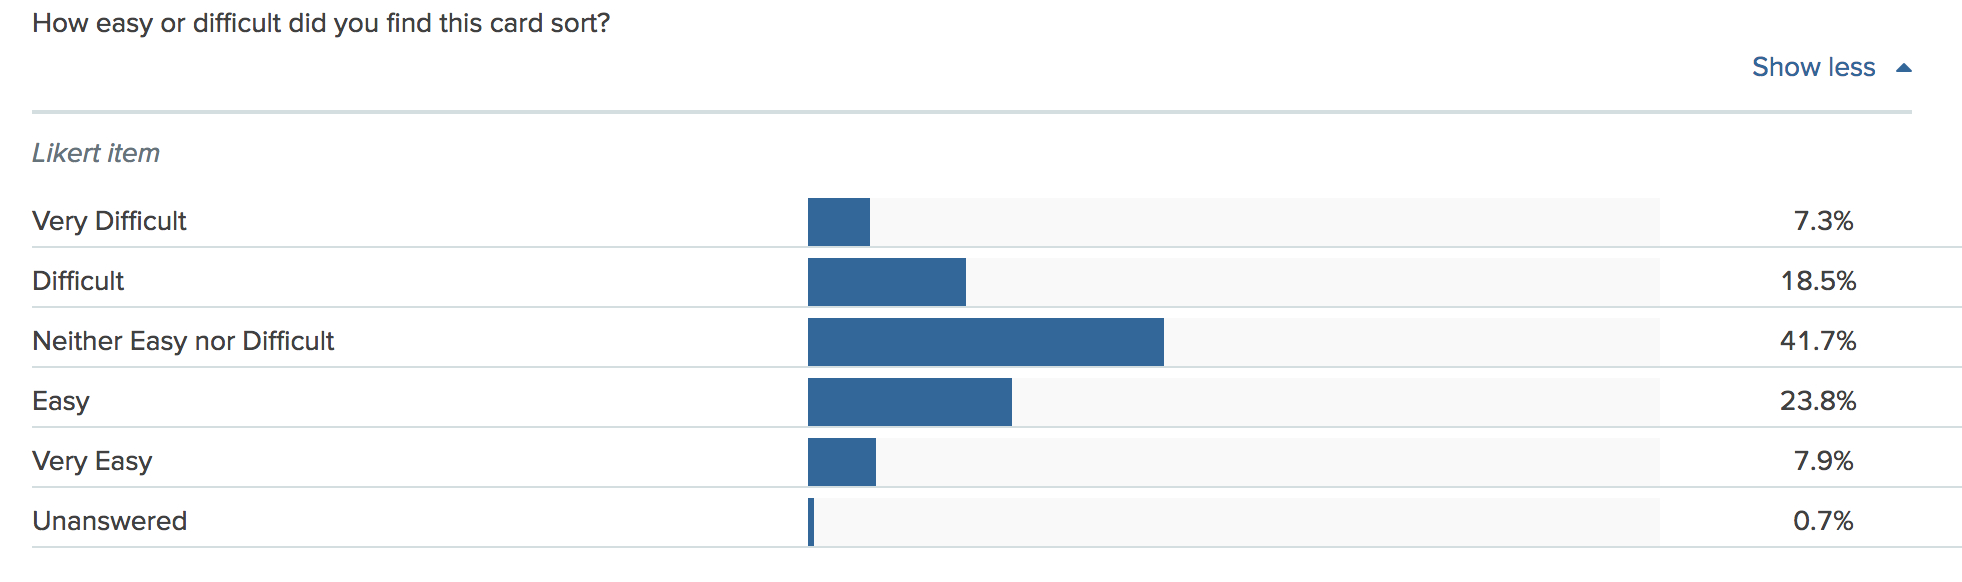 How easy or difficult did you find this card sort?
Show less
Likert item
Very Difficult 7.3%
Difficult 18.5%
Neither Easy nor Difficult 41.7%
Easy 23.8%
Very Easy 7.9%
Unanswered 0.7%